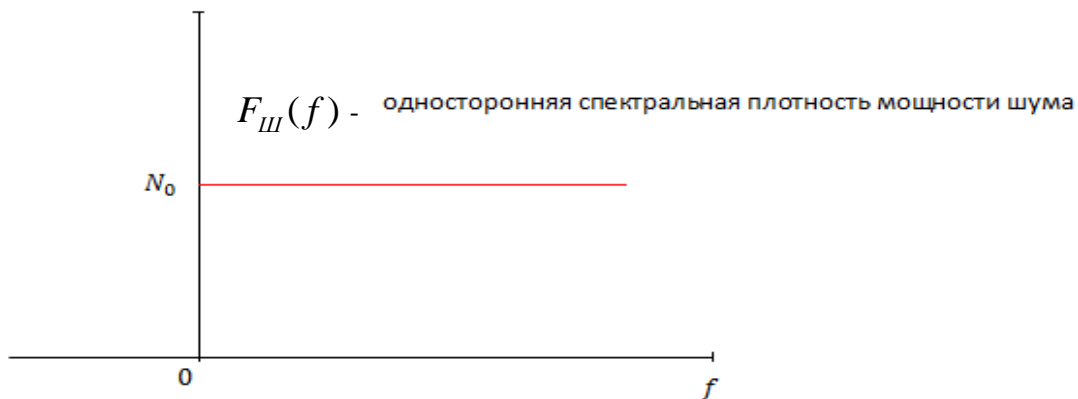 F_Ш(f) - односторонняя спектральная плотность мощности шума
N₀
0
f